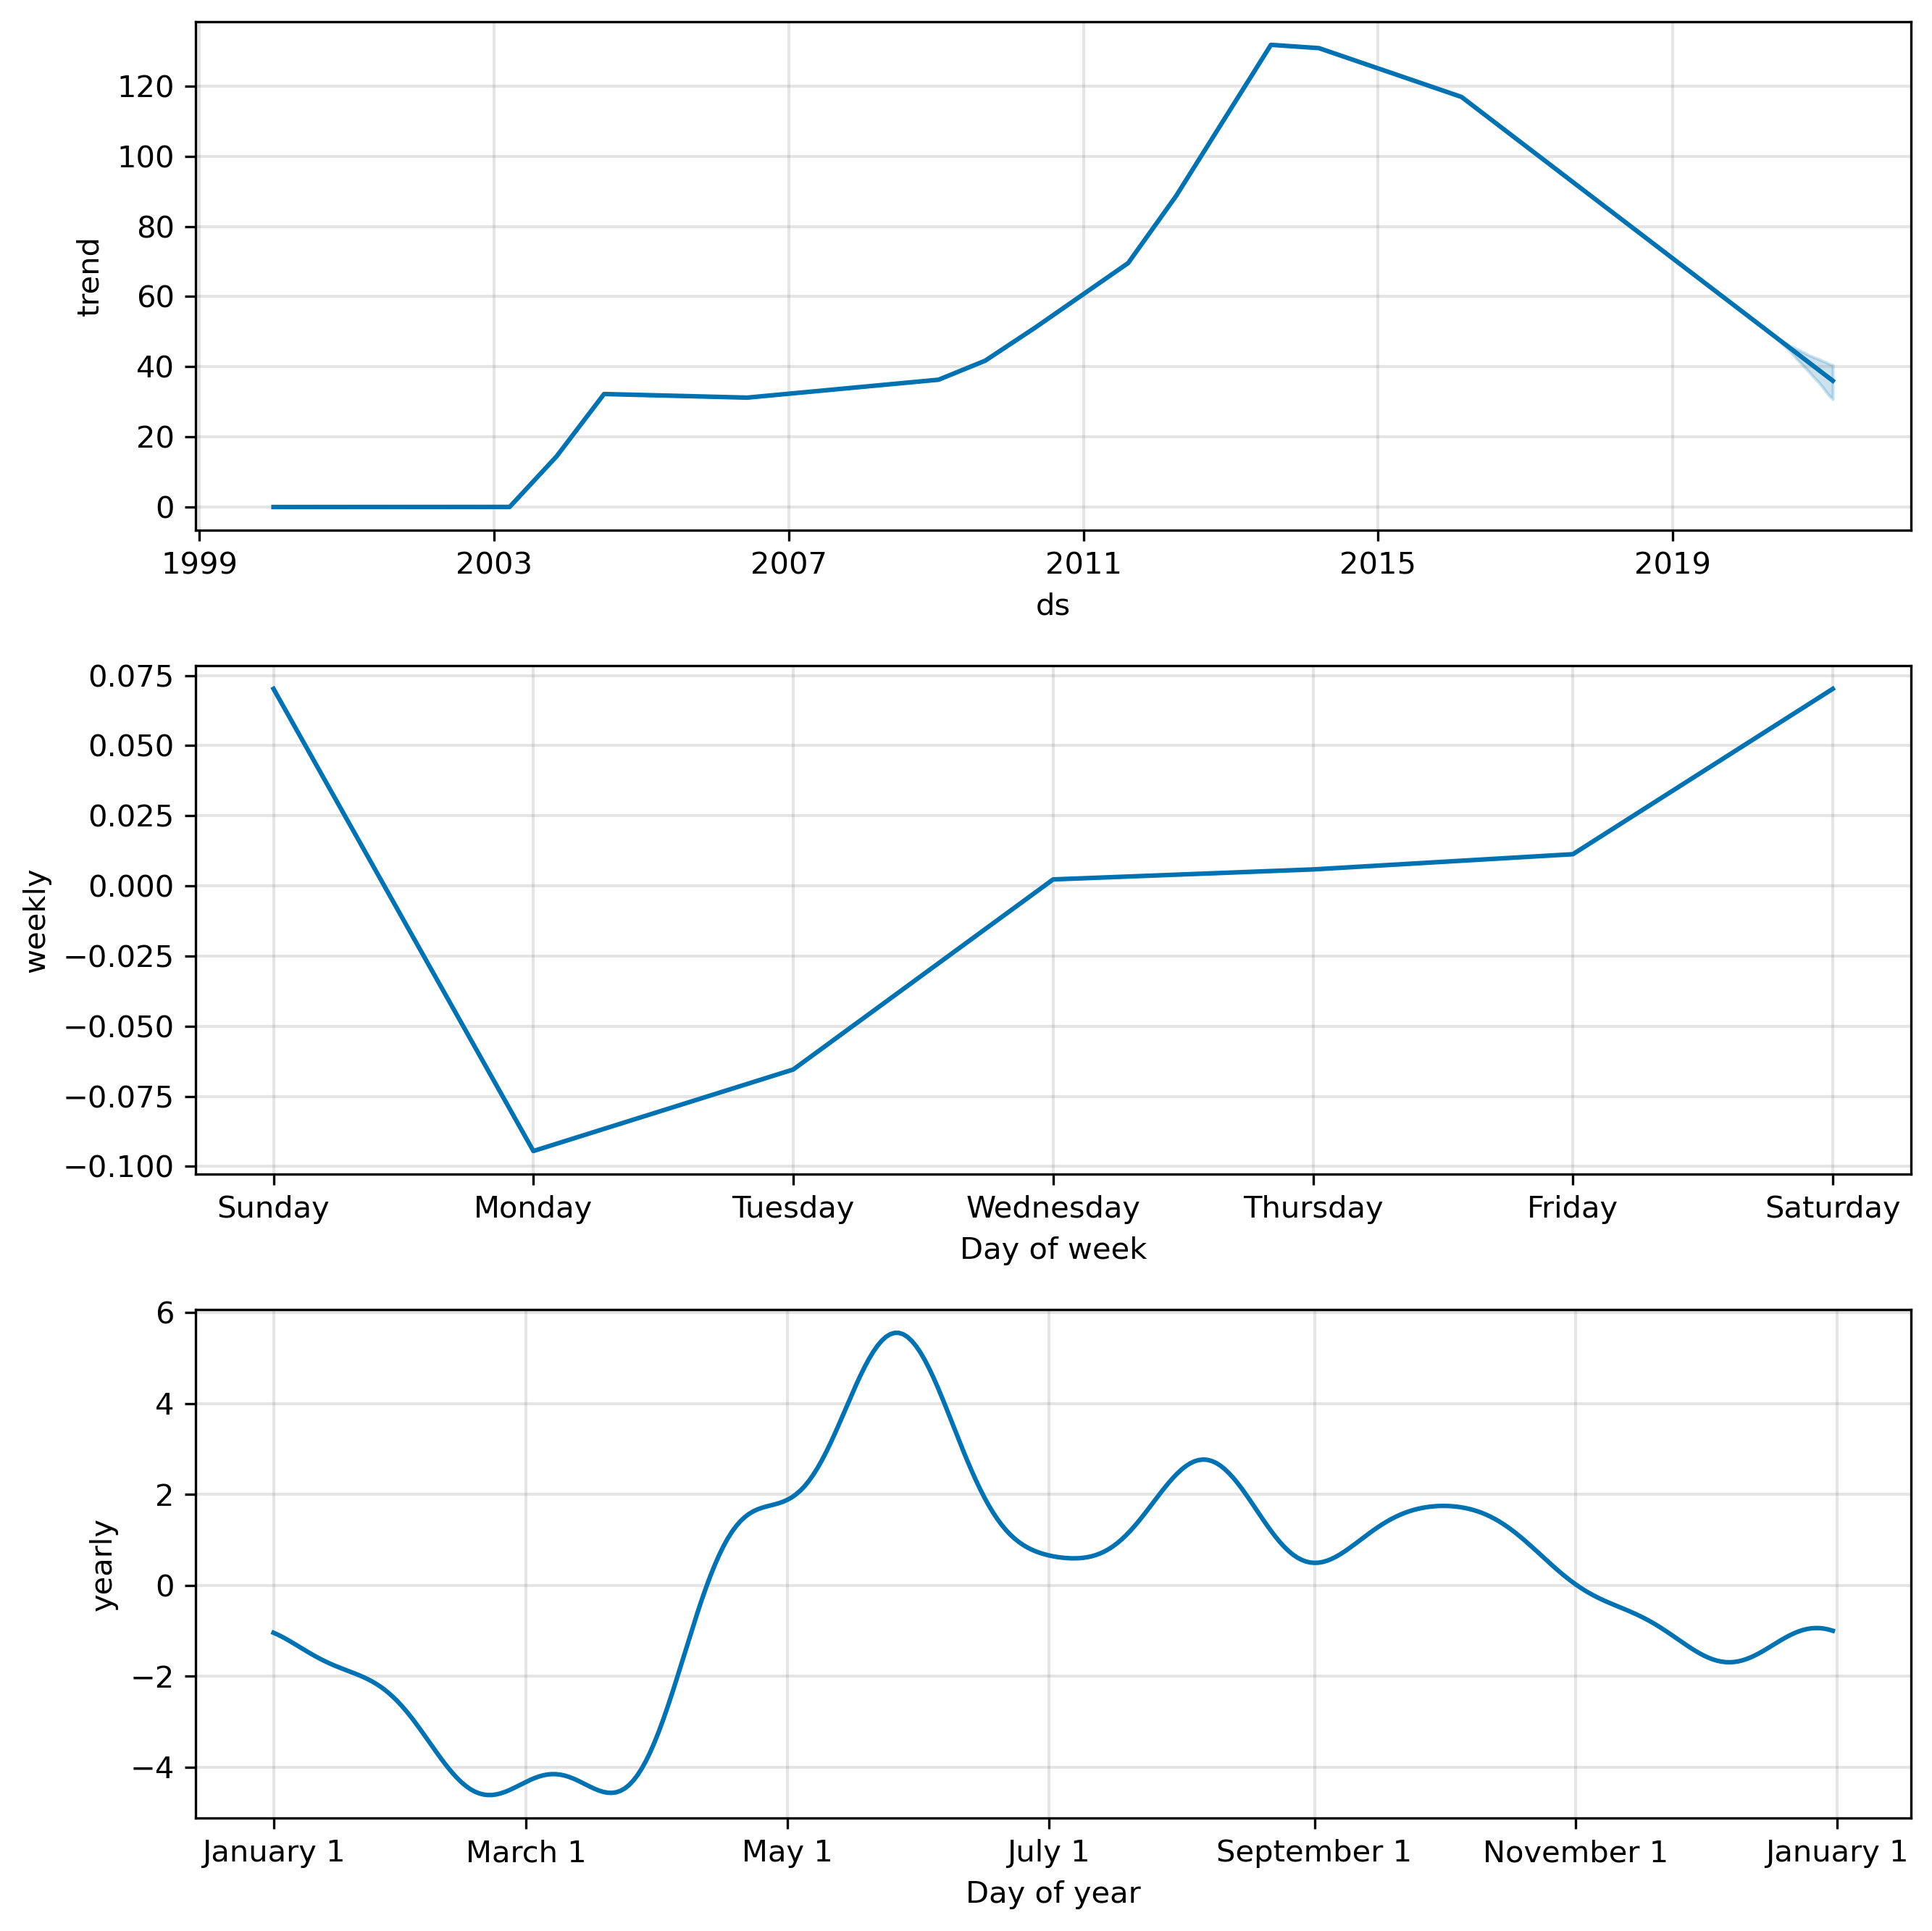 120
100
80
60
40
20
0
trend
1999 2003 2007 2011 2015 2019
ds
0.075
0.050
0.025
0.000
−0.025
−0.050
−0.075
−0.100
weekly
Sunday Monday Tuesday Wednesday Thursday Friday Saturday
Day of week
6
4
2
0
−2
−4
yearly
January 1 March 1 May 1 July 1 September 1 November 1 January 1
Day of year